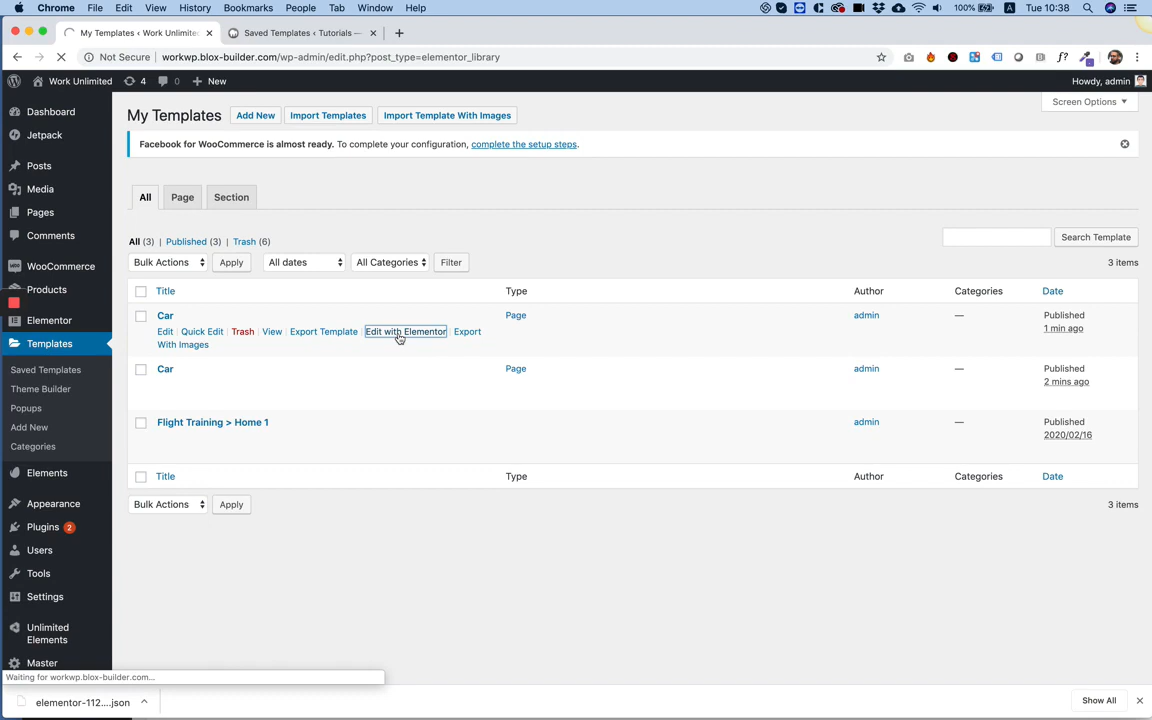 Chrome File Edit View History Bookmarks People Tab Window Help 100% Tue 10:38
My Templates ‹ Work Unlimite
Saved Templates ‹ Tutorials —
Not Secure workwp.blox-builder.com/wp-admin/edit.php?post_type=elementor_library
Work Unlimited 4 0 New Howdy, admin
Screen Options
Dashboard
Jetpack
Posts
Media
Pages
Comments
WooCommerce
Products
Elementor
Templates
Saved Templates
Theme Builder
Popups
Add New
Categories
Elements
Appearance
Plugins 2
Users
Tools
Settings
Unlimited
Elements
Master
My Templates Add New Import Templates Import Template With Images
Facebook for WooCommerce is almost ready. To complete your configuration, complete the setup steps.
All Page Section
All (3) | Published (3) | Trash (6)
Search Template
Bulk Actions Apply All dates All Categories Filter 3 items
Title Type Author Categories Date
Car Page admin — Published
1 min ago
Edit | Quick Edit | Trash | View | Export Template | Edit with Elementor | Export
With Images
Car Page admin — Published
2 mins ago
Flight Training > Home 1 admin — Published
2020/02/16
Title Type Author Categories Date
Bulk Actions Apply 3 items
Waiting for workwp.blox-builder.com...
elementor-112....json
Show All